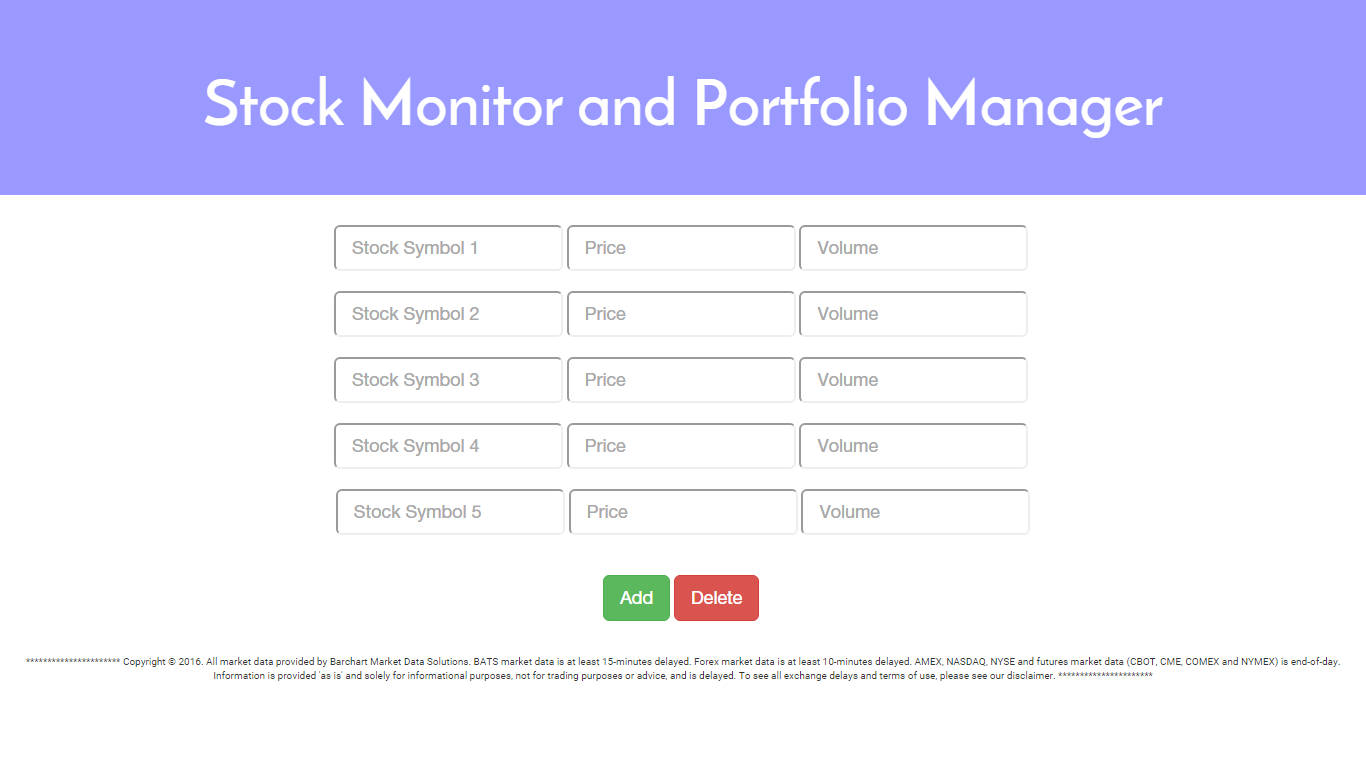 Stock Monitor and Portfolio Manager
Stock Symbol 1 Price Volume
Stock Symbol 2 Price Volume
Stock Symbol 3 Price Volume
Stock Symbol 4 Price Volume
Stock Symbol 5 Price Volume
Add Delete
********************** Copyright © 2016. All market data provided by Barchart Market Data Solutions. BATS market data is at least 15-minutes delayed. Forex market data is at least 10-minutes delayed. AMEX, NASDAQ, NYSE and futures market data (CBOT, CME, COMEX and NYMEX) is end-of-day.
Information is provided 'as is' and solely for informational purposes, not for trading purposes or advice, and is delayed. To see all exchange delays and terms of use, please see our disclaimer. **********************